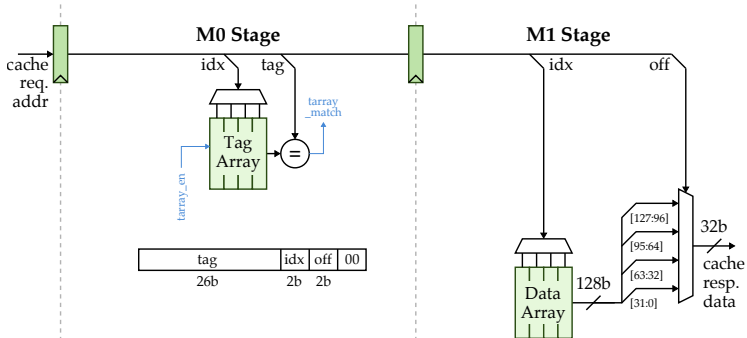 M0 Stage
M1 Stage
cache
req.
addr
idx
tag
idx
off
tarray
_match
Tag
Array
=
tarray_en
tag
idx
off
00
26b
2b
2b
[127:96]
[95:64]
[63:32]
[31:0]
32b
cache
resp.
data
128b
Data
Array